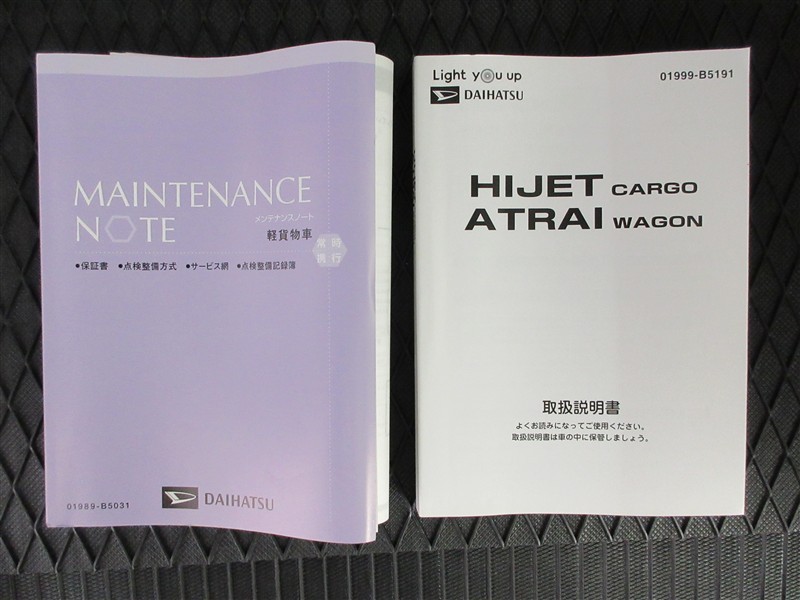 MAINTENANCE
NOTE
メンテナンスノート
軽貨物車
常時
携行
●保証書 ●点検整備方式 ●サービス網 ●点検整備記録簿
01989-B5031
DAIHATSU
Light you up
DAIHATSU
01999-B5191
HIJET CARGO
ATRAI WAGON
取扱説明書
よくお読みになってご使用ください。
取扱説明書は車の中に保管しましょう。